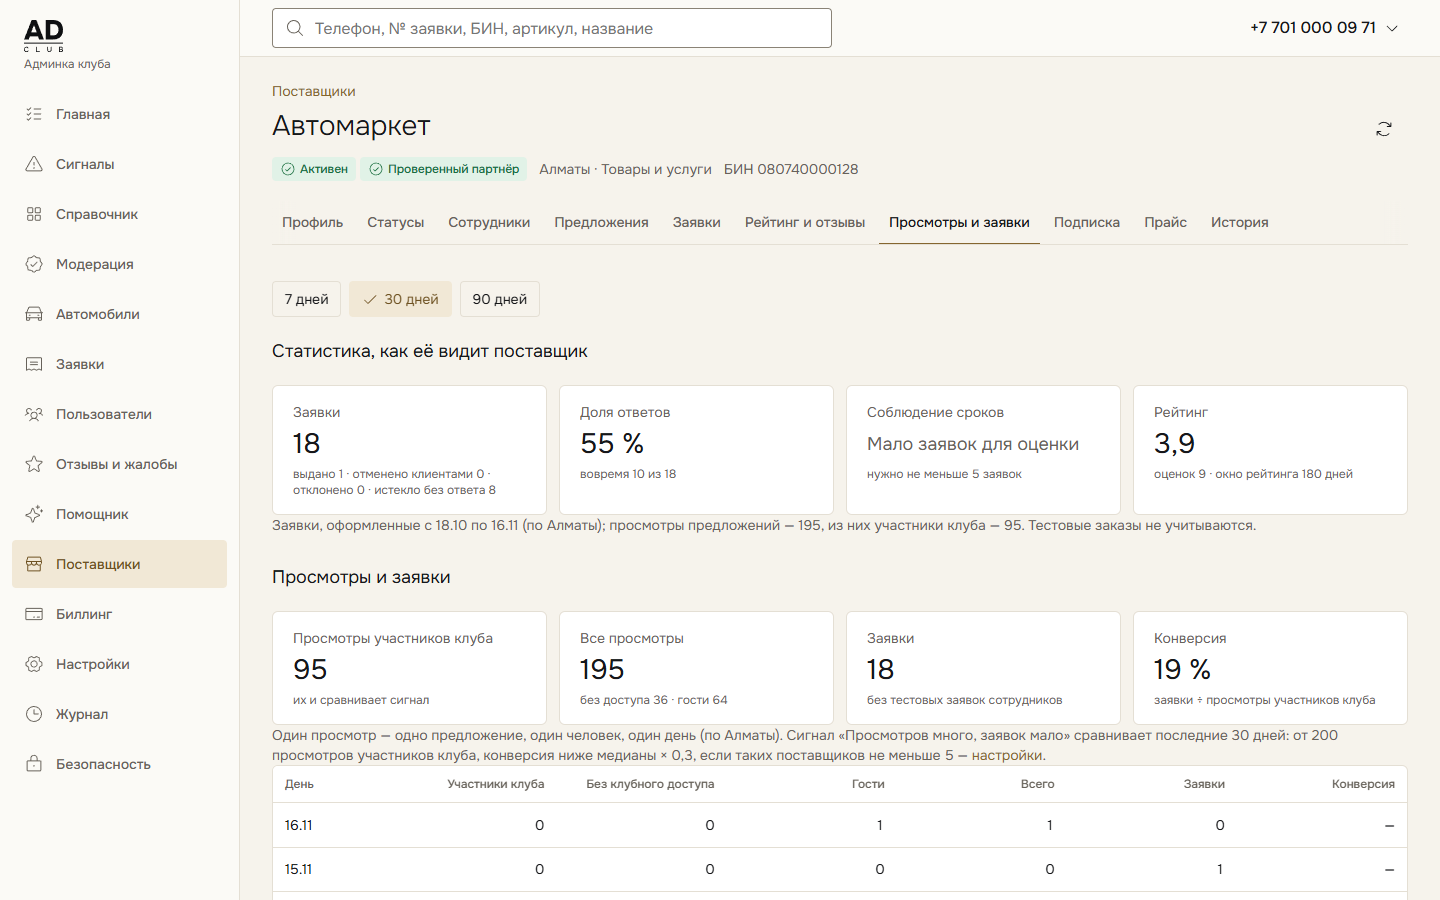 AD
CLUB
Админка клуба
Телефон, № заявки, БИН, артикул, название
+7 701 000 09 71
Главная
Сигналы
Справочник
Модерация
Автомобили
Заявки
Пользователи
Отзывы и жалобы
Помощник
Поставщики
Биллинг
Настройки
Журнал
Безопасность
Поставщики
Автомаркет
Активен
Проверенный партнёр
Алматы · Товары и услуги
БИН 080740000128
Профиль
Статусы
Сотрудники
Предложения
Заявки
Рейтинг и отзывы
Просмотры и заявки
Подписка
Прайс
История
7 дней
30 дней
90 дней
Статистика, как её видит поставщик
Заявки
18
выдано 1 · отменено клиентами 0 ·
отклонено 0 · истекло без ответа 8
Доля ответов
55 %
вовремя 10 из 18
Соблюдение сроков
Мало заявок для оценки
нужно не меньше 5 заявок
Рейтинг
3,9
оценок 9 · окно рейтинга 180 дней
Заявки, оформленные с 18.10 по 16.11 (по Алматы); просмотры предложений — 195, из них участники клуба — 95. Тестовые заказы не учитываются.
Просмотры и заявки
Просмотры участников клуба
95
их и сравнивает сигнал
Все просмотры
195
без доступа 36 · гости 64
Заявки
18
без тестовых заявок сотрудников
Конверсия
19 %
заявки ÷ просмотры участников клуба
Один просмотр — одно предложение, один человек, один день (по Алматы). Сигнал «Просмотров много, заявок мало» сравнивает последние 30 дней: от 200
просмотров участников клуба, конверсия ниже медианы × 0,3, если таких поставщиков не меньше 5 — настройки.
День Участники клуба Без клубного доступа Гости Всего Заявки Конверсия
16.11 0 0 1 1 0 —
15.11 0 0 0 0 1 —